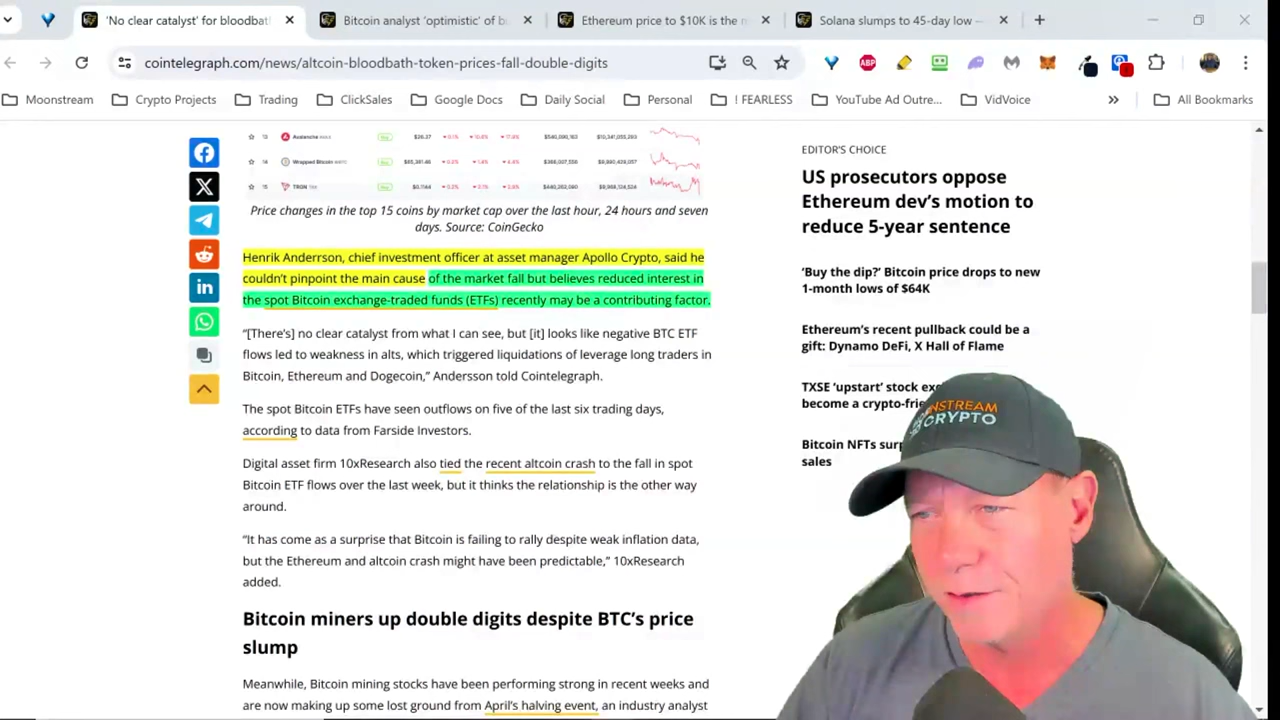 'No clear catalyst' for bloodbat
Bitcoin analyst 'optimistic' of b
Ethereum price to $10K is the
Solana slumps to 45-day low —
cointelegraph.com/news/altcoin-bloodbath-token-prices-fall-double-digits
ABP
Moonstream
Crypto Projects
Trading
ClickSales
Google Docs
Daily Social
Personal
! FEARLESS
YouTube Ad Outre...
VidVoice
All Bookmarks
13 Avalanche
14 Wrapped Bitcoin
15 TRON
Price changes in the top 15 coins by market cap over the last hour, 24 hours and seven
days. Source: CoinGecko
Henrik Anderrson, chief investment officer at asset manager Apollo Crypto, said he
couldn't pinpoint the main cause of the market fall but believes reduced interest in
the spot Bitcoin exchange-traded funds (ETFs) recently may be a contributing factor.
"[There's] no clear catalyst from what I can see, but [it] looks like negative BTC ETF
flows led to weakness in alts, which triggered liquidations of leverage long traders in
Bitcoin, Ethereum and Dogecoin," Andersson told Cointelegraph.
The spot Bitcoin ETFs have seen outflows on five of the last six trading days,
according to data from Farside Investors.
Digital asset firm 10xResearch also tied the recent altcoin crash to the fall in spot
Bitcoin ETF flows over the last week, but it thinks the relationship is the other way
around.
"It has come as a surprise that Bitcoin is failing to rally despite weak inflation data,
but the Ethereum and altcoin crash might have been predictable," 10xResearch
added.
Bitcoin miners up double digits despite BTC's price
slump
Meanwhile, Bitcoin mining stocks have been performing strong in recent weeks and
are now making up some lost ground from April's halving event, an industry analyst
EDITOR'S CHOICE
US prosecutors oppose
Ethereum dev's motion to
reduce 5-year sentence
'Buy the dip?' Bitcoin price drops to new
1-month lows of $64K
Ethereum's recent pullback could be a
gift: Dynamo DeFi, X Hall of Flame
TXSE 'upstart' stock
become a crypto-frie
Bitcoin NFTs
sales
CRYPTO